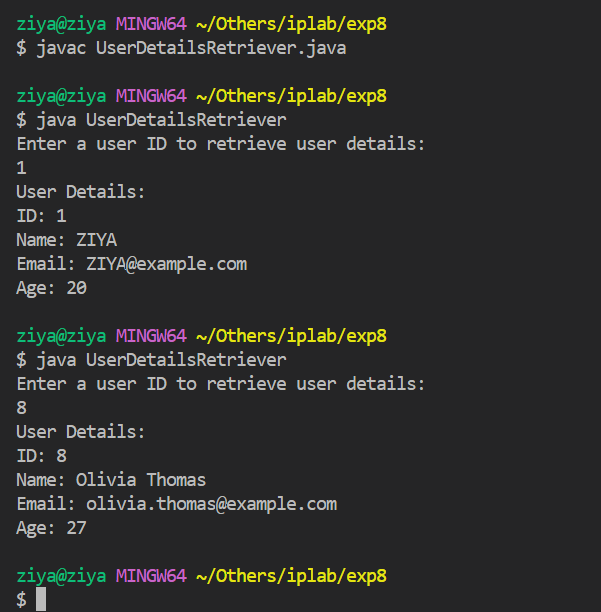 ziya@ziya MINGW64 ~/Others/iplab/exp8
$ javac UserDetailsRetriever.java
ziya@ziya MINGW64 ~/Others/iplab/exp8
$ java UserDetailsRetriever
Enter a user ID to retrieve user details:
1
User Details:
ID: 1
Name: ZIYA
Email: ZIYA@example.com
Age: 20
ziya@ziya MINGW64 ~/Others/iplab/exp8
$ java UserDetailsRetriever
Enter a user ID to retrieve user details:
8
User Details:
ID: 8
Name: Olivia Thomas
Email: olivia.thomas@example.com
Age: 27
ziya@ziya MINGW64 ~/Others/iplab/exp8
$